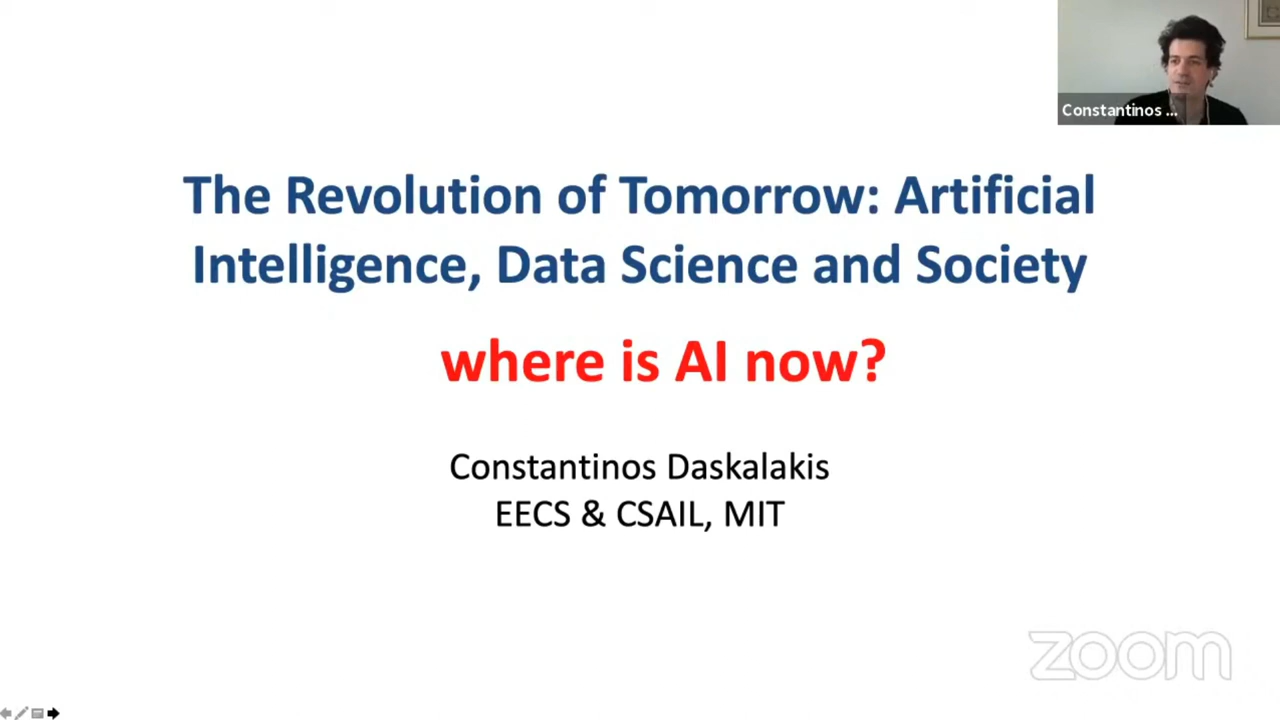 Constantinos ...
The Revolution of Tomorrow: Artificial
Intelligence, Data Science and Society
where is AI now?
Constantinos Daskalakis
EECS & CSAIL, MIT
zoom